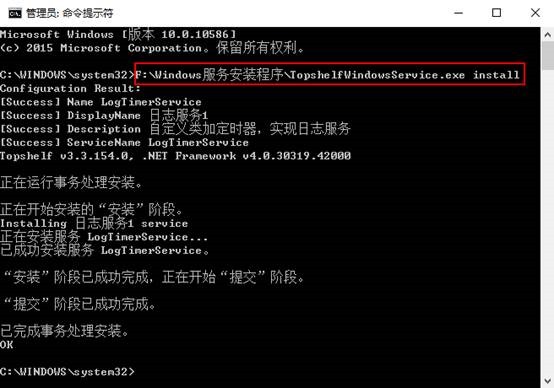 管理员: 命令提示符
Microsoft Windows [版本 10.0.10586]
(c) 2015 Microsoft Corporation。保留所有权利。
C:\WINDOWS\system32>F:\Windows服务安装程序\TopshelfWindowsService.exe install
Configuration Result:
[Success] Name LogTimerService
[Success] DisplayName 日志服务1
[Success] Description 自定义类加定时器，实现日志服务
[Success] ServiceName LogTimerService
Topshelf v3.3.154.0, .NET Framework v4.0.30319.42000
正在运行事务处理安装。
正在开始安装的“安装”阶段。
Installing 日志服务1 service
正在安装服务 LogTimerService...
已成功安装服务 LogTimerService。
“安装”阶段已成功完成，正在开始“提交”阶段。
“提交”阶段已成功完成。
已完成事务处理安装。
OK
C:\WINDOWS\system32>